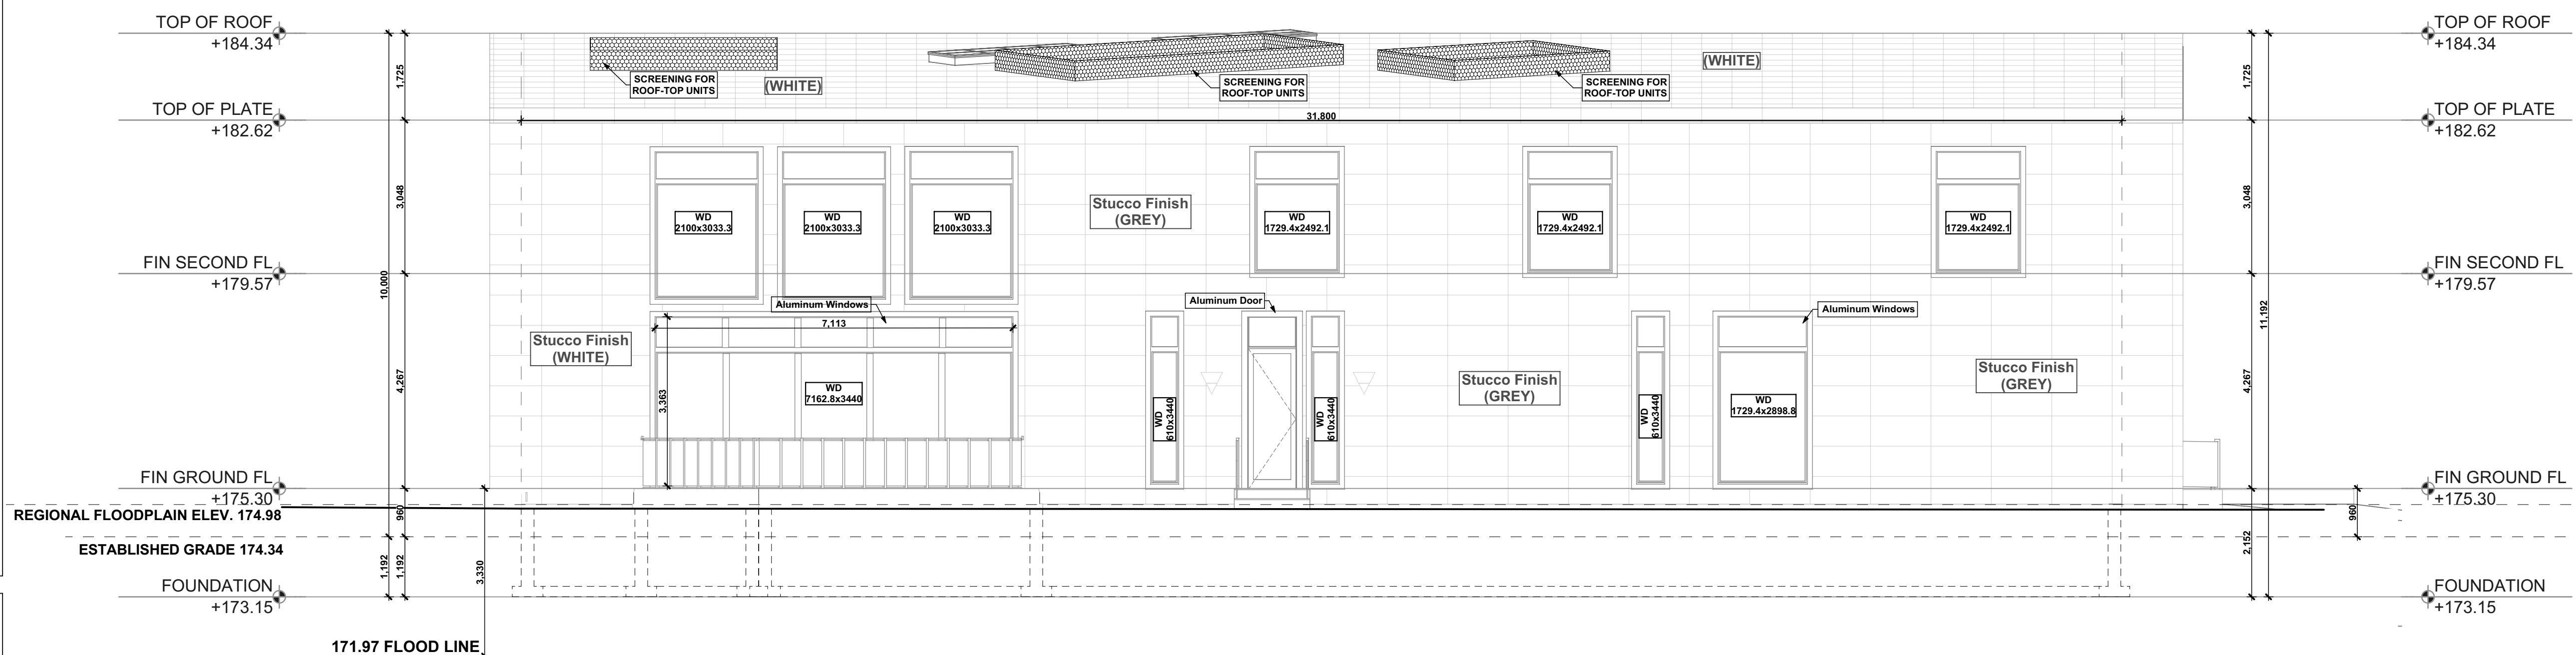 TOP OF ROOF
+184.34
TOP OF PLATE
+182.62
FIN SECOND FL
+179.57
FIN GROUND FL
+175.30
REGIONAL FLOODPLAIN ELEV. 174.98
ESTABLISHED GRADE 174.34
FOUNDATION
+173.15
171.97 FLOOD LINE
10,000
1,192
1,725
3,048
4,267
960
1,192
3,330
SCREENING FOR
ROOF-TOP UNITS
(WHITE)
SCREENING FOR
ROOF-TOP UNITS
SCREENING FOR
ROOF-TOP UNITS
(WHITE)
31,800
WD
2100x3033.3
WD
2100x3033.3
WD
2100x3033.3
Stucco Finish
(GREY)
WD
1729.4x2492.1
WD
1729.4x2492.1
WD
1729.4x2492.1
Aluminum Windows
Aluminum Door
Aluminum Windows
7,113
3,363
Stucco Finish
(WHITE)
WD
7162.8x3440
WD
610x3440
WD
610x3440
Stucco Finish
(GREY)
WD
610x3440
WD
1729.4x2898.8
Stucco Finish
(GREY)
1,725
3,048
4,267
2,152
11,192
960
TOP OF ROOF
+184.34
TOP OF PLATE
+182.62
FIN SECOND FL
+179.57
FIN GROUND FL
+175.30
FOUNDATION
+173.15